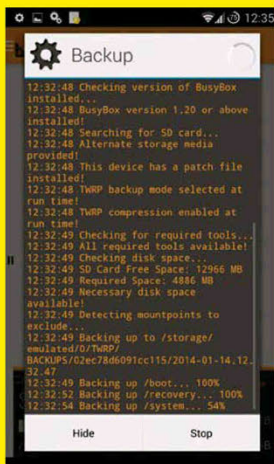 12:35
Backup
12:32:48 Checking version of BusyBox
installed...
12:32:48 BusyBox version 1.20 or above
installed!
12:32:48 Searching for SD card...
12:32:48 Alternate storage media
provided!
12:32:48 This device has a patch file
installed!
12:32:48 TWRP backup mode selected at
run time!
12:32:48 TWRP compression enabled at
run time!
12:32:49 Checking for required tools...
12:32:49 All required tools available!
12:32:49 Checking disk space...
12:32:49 SD Card Free Space: 12966 MB
12:32:49 Required Space: 4886 MB
12:32:49 Necessary disk space
available!
12:32:49 Detecting mountpoints to
exclude...
12:32:49 Backing up to /storage/
emulated/0/TWRP/
BACKUPS/02ec78d6091cc115/2014-01-14.12.
32.47
12:32:49 Backing up /boot... 100%
12:32:52 Backing up /recovery... 100%
12:32:54 Backing up /system... 54%
Hide Stop